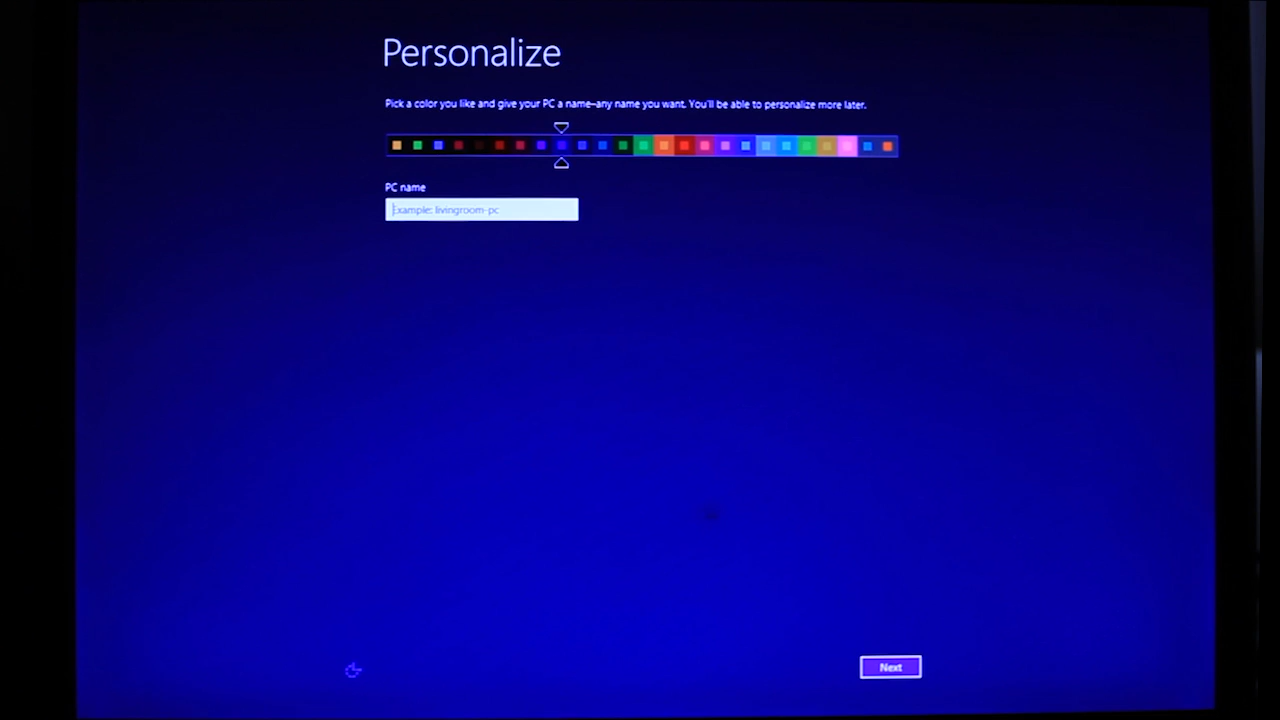 Personalize
Pick a color you like and give your PC a name–any name you want. You'll be able to personalize more later.
PC name
Example: livingroom-pc
Next